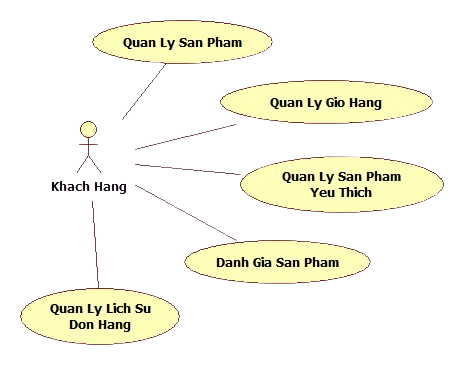 Quan Ly San Pham
Quan Ly Gio Hang
Quan Ly San Pham
Yeu Thich
Khach Hang
Danh Gia San Pham
Quan Ly Lich Su
Don Hang